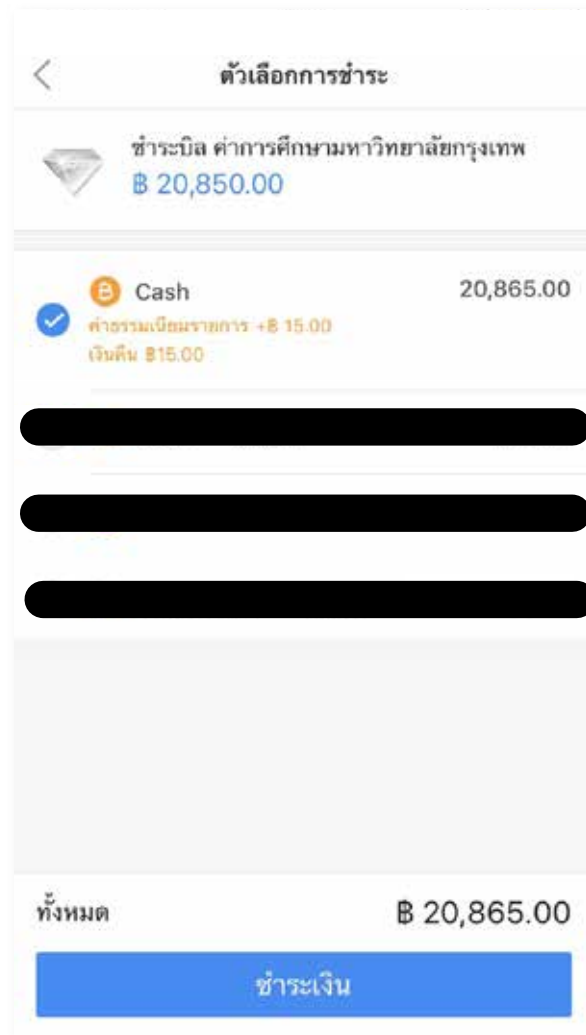 ตัวเลือกการชำระ
ชำระบิล ค่าการศึกษามหาวิทยาลัยกรุงเทพ
฿ 20,850.00
Cash 20,865.00
ค่าธรรมเนียมรายการ +฿ 15.00
เงินคืน ฿15.00
ทั้งหมด ฿ 20,865.00
ชำระเงิน